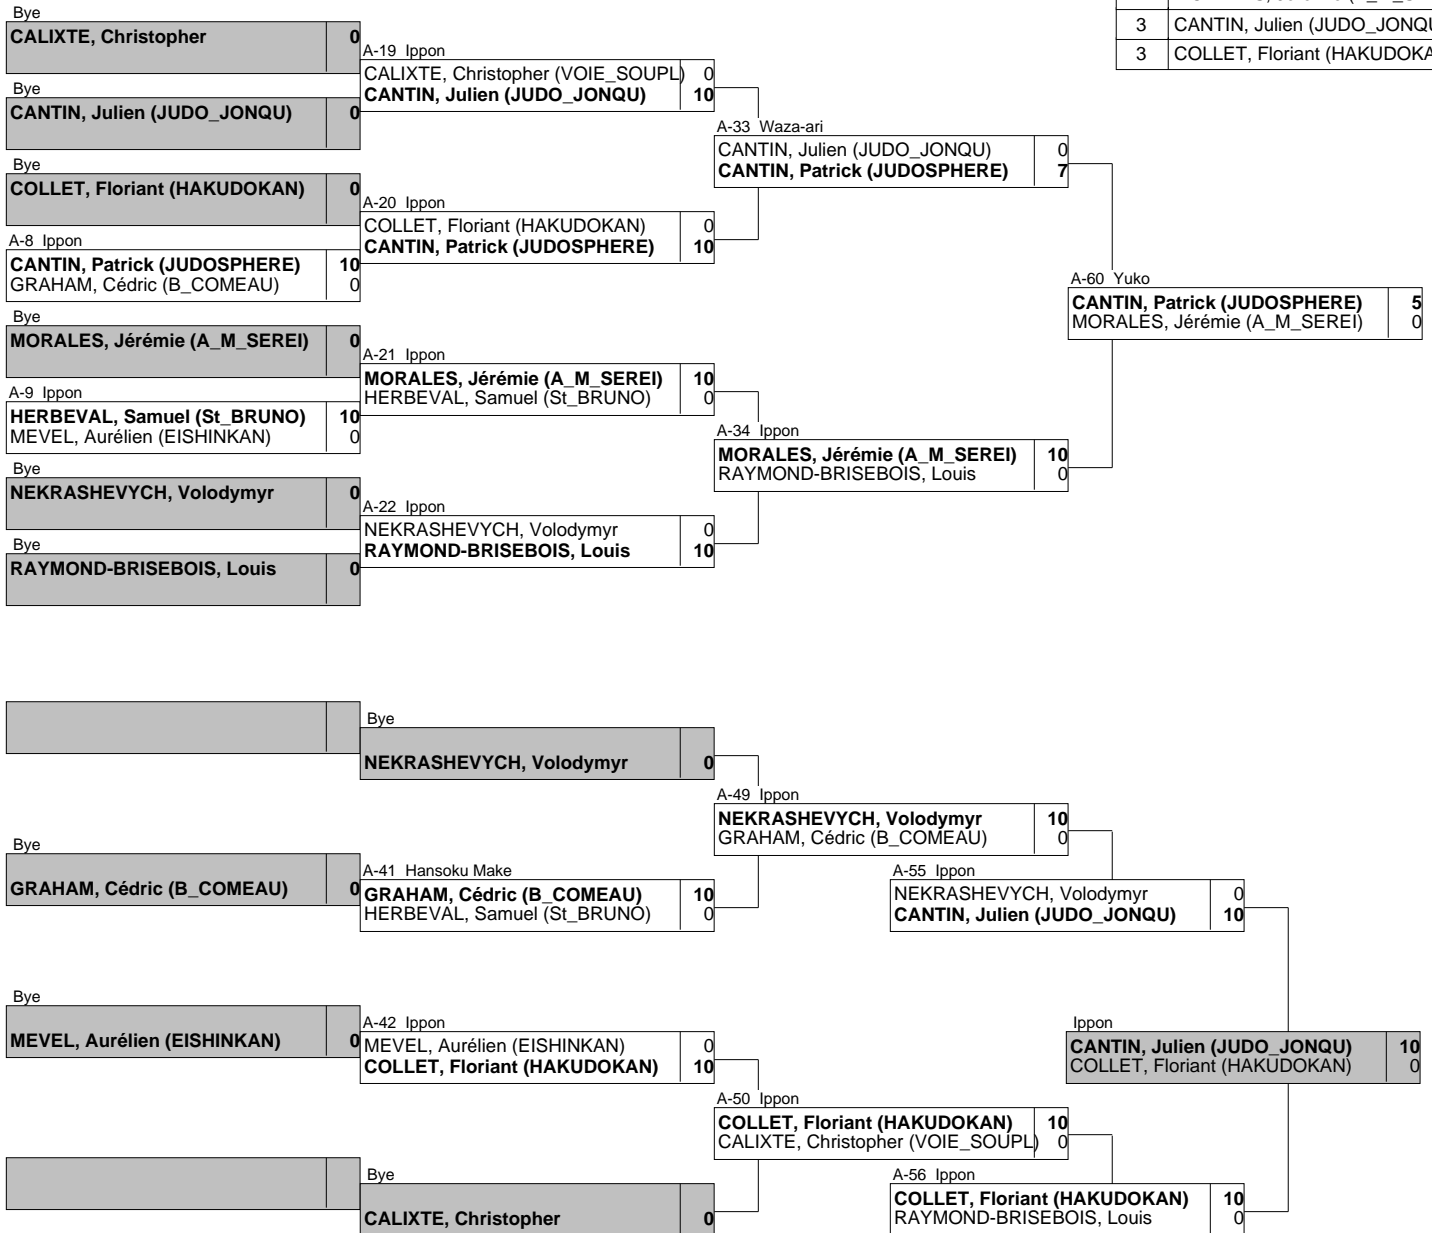 3 CANTIN, Julien
3 COLLET, Floriant
Bye
CALIXTE, Christopher 0
A-19 Ippon
CALIXTE, Christopher (VOIE_SOUPL) 0
CANTIN, Julien (JUDO_JONQU) 10
Bye
CANTIN, Julien (JUDO_JONQU) 0
A-33 Waza-ari
CANTIN, Julien (JUDO_JONQU) 0
CANTIN, Patrick (JUDOSPHERE) 7
Bye
COLLET, Floriant (HAKUDOKAN) 0
A-20 Ippon
COLLET, Floriant (HAKUDOKAN) 0
CANTIN, Patrick (JUDOSPHERE) 10
A-8 Ippon
CANTIN, Patrick (JUDOSPHERE) 10
GRAHAM, Cédric (B_COMEAU) 0
A-60 Yuko
CANTIN, Patrick (JUDOSPHERE) 5
MORALES, Jérémie (A_M_SEREI) 0
Bye
MORALES, Jérémie (A_M_SEREI) 0
A-21 Ippon
MORALES, Jérémie (A_M_SEREI) 10
HERBEVAL, Samuel (St_BRUNO) 0
A-9 Ippon
HERBEVAL, Samuel (St_BRUNO) 10
MEVEL, Aurélien (EISHINKAN) 0
A-34 Ippon
MORALES, Jérémie (A_M_SEREI) 10
RAYMOND-BRISEBOIS, Louis 0
Bye
NEKRASHEVYCH, Volodymyr 0
A-22 Ippon
NEKRASHEVYCH, Volodymyr 0
RAYMOND-BRISEBOIS, Louis 10
Bye
RAYMOND-BRISEBOIS, Louis 0
Bye
NEKRASHEVYCH, Volodymyr 0
A-49 Ippon
NEKRASHEVYCH, Volodymyr 10
GRAHAM, Cédric (B_COMEAU) 0
Bye
GRAHAM, Cédric (B_COMEAU) 0
A-41 Hansoku Make
GRAHAM, Cédric (B_COMEAU) 10
HERBEVAL, Samuel (St_BRUNO) 0
A-55 Ippon
NEKRASHEVYCH, Volodymyr 0
CANTIN, Julien (JUDO_JONQU) 10
Bye
MEVEL, Aurélien (EISHINKAN) 0
A-42 Ippon
MEVEL, Aurélien (EISHINKAN) 0
COLLET, Floriant (HAKUDOKAN) 10
Ippon
CANTIN, Julien (JUDO_JONQU) 10
COLLET, Floriant (HAKUDOKAN) 0
A-50 Ippon
COLLET, Floriant (HAKUDOKAN) 10
CALIXTE, Christopher (VOIE_SOUPL) 0
Bye
CALIXTE, Christopher 0
A-56 Ippon
COLLET, Floriant (HAKUDOKAN) 10
RAYMOND-BRISEBOIS, Louis 0